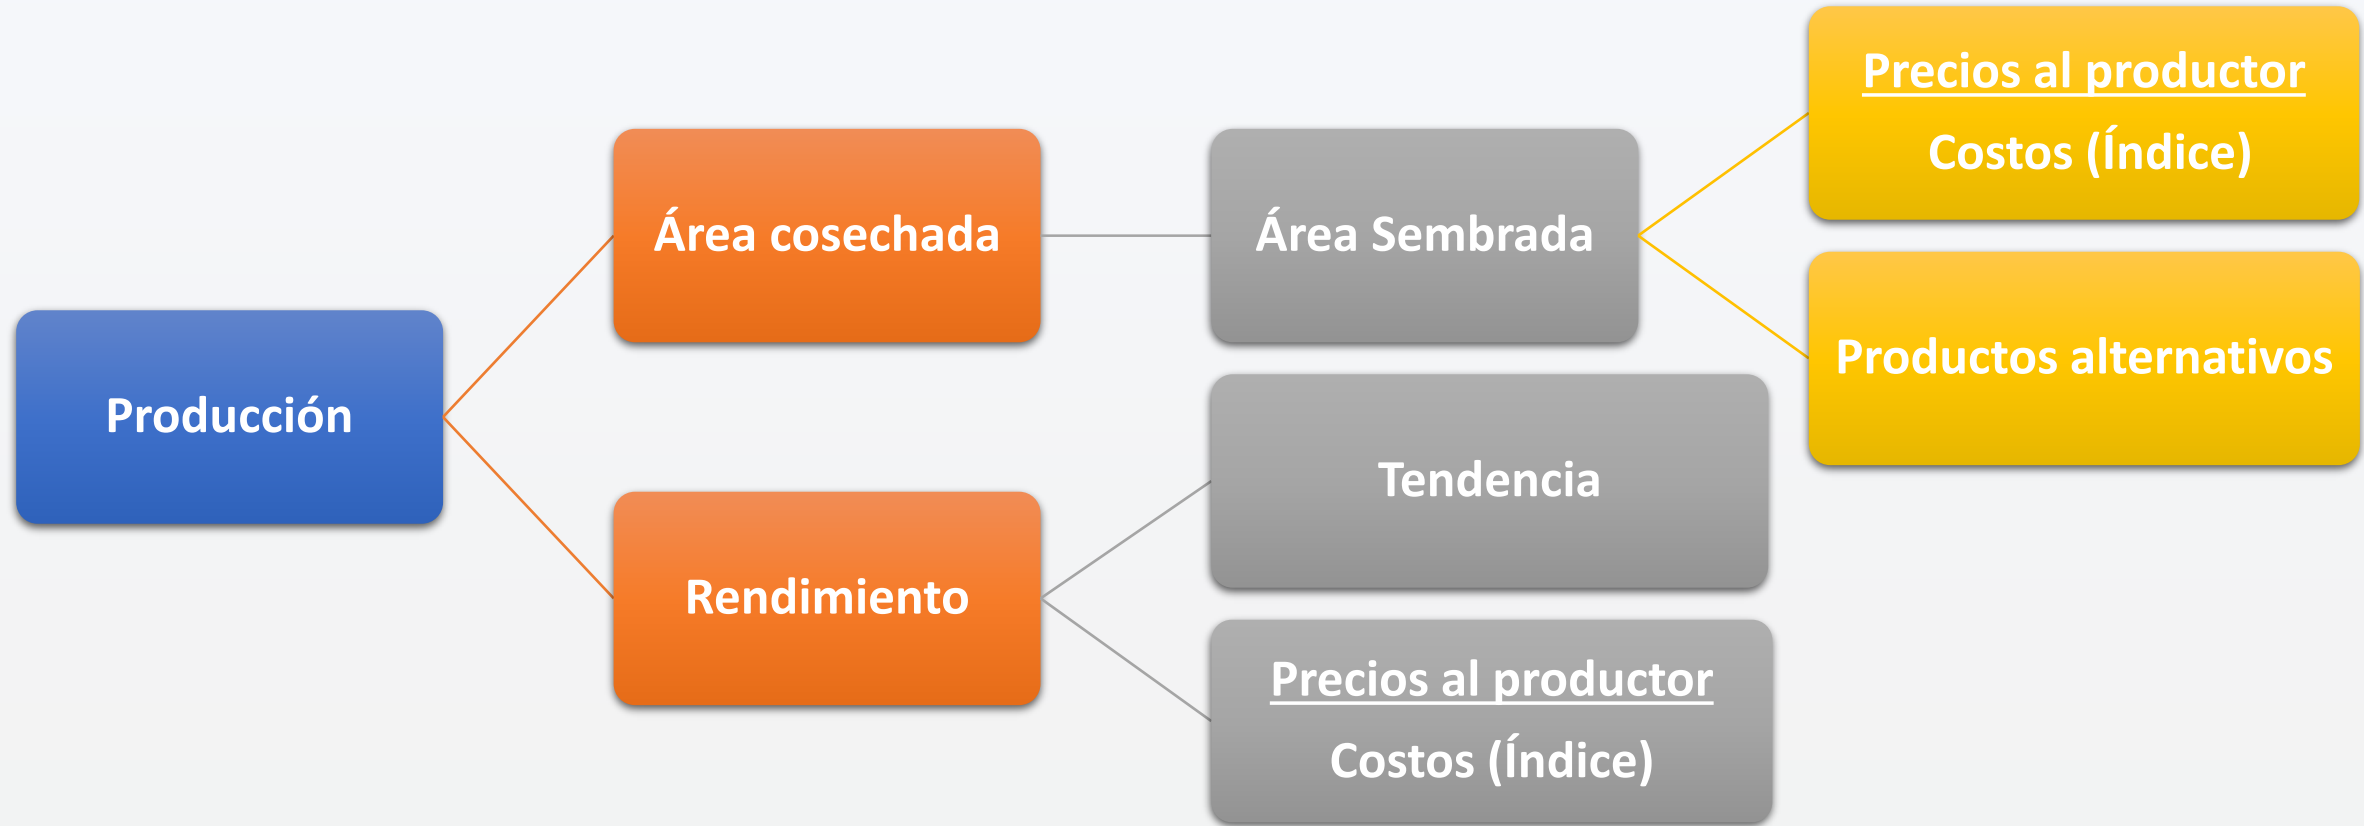 Producción
Área cosechada
Rendimiento
Área Sembrada
Tendencia
Precios al productor
Costos (Índice)
Precios al productor
Costos (Índice)
Productos alternativos